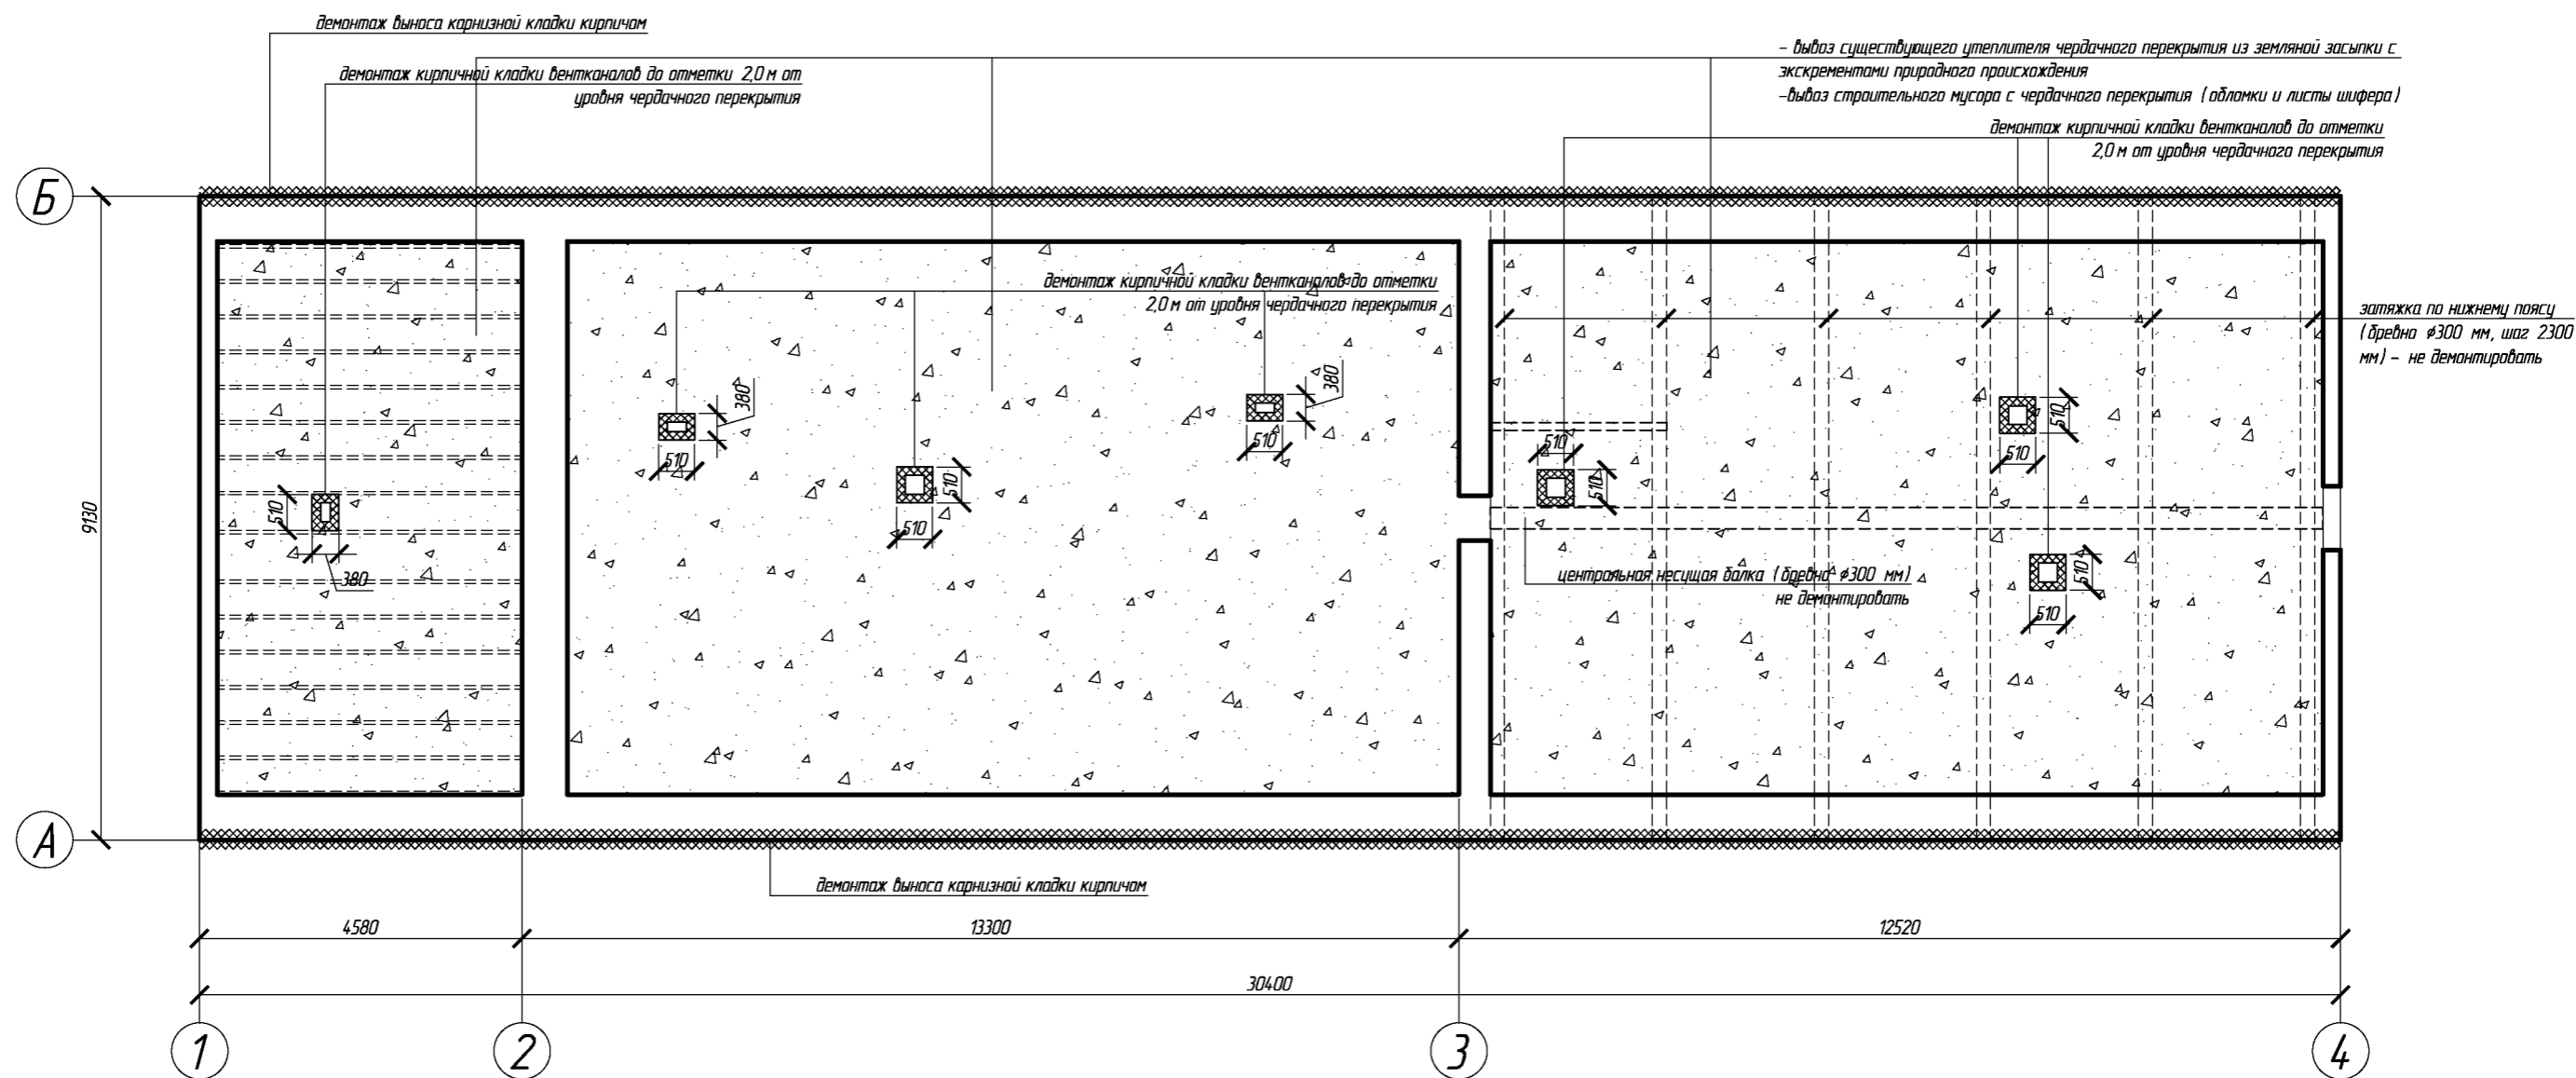 демонтаж выноса карнизной кладки кирпичом
демонтаж кирпичной кладки вентканалов до отметки 2,0 м от
уровня чердачного перекрытия
- вывоз существующего утеплителя чердачного перекрытия из земляной засыпки с
экскрементами природного происхождения
-вывоз строительного мусора с чердачного перекрытия (обломки и листы шифера)
демонтаж кирпичной кладки вентканалов до отметки
2,0 м от уровня чердачного перекрытия
Б
демонтаж кирпичной кладки вентканалов до отметки
2,0 м от уровня чердачного перекрытия
затяжка по нижнему поясу
(бревно ⌀300 мм, шаг 2300
мм) - не демонтировать
380
510
510
510
380
510
510
510
510
510
510
380
9130
центральная несущая балка (бревно ⌀300 мм)
не демонтировать
510
510
А
демонтаж выноса карнизной кладки кирпичом
4580
13300
12520
30400
1
2
3
4